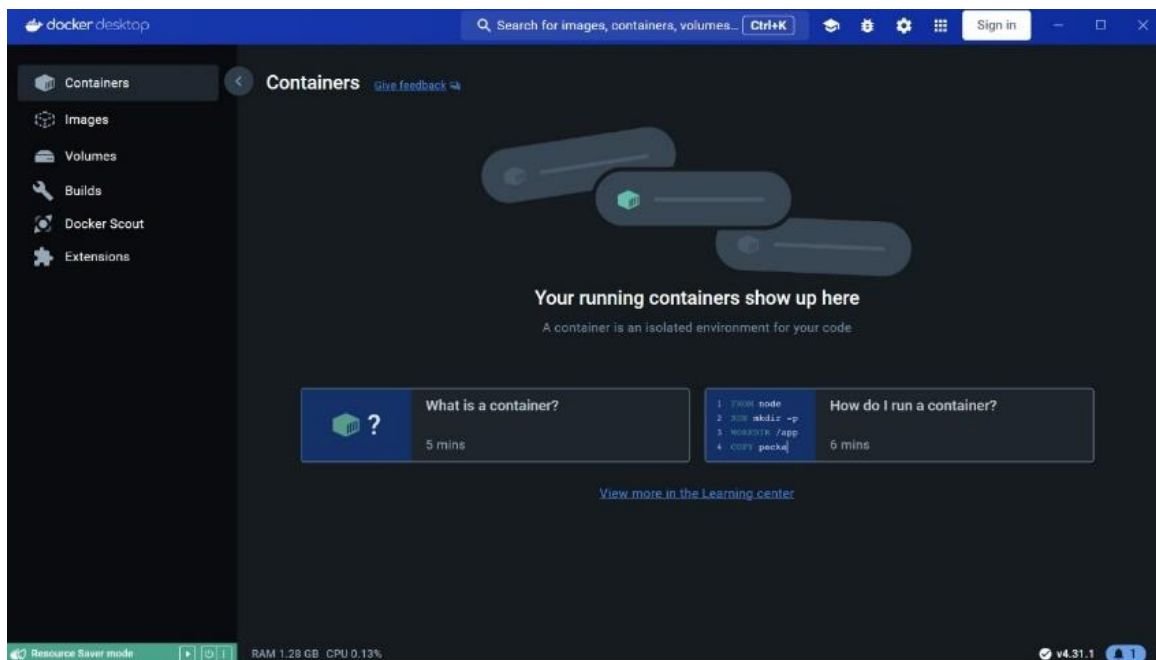 docker desktop
Search for images, containers, volumes... Ctrl+K
Sign in
Containers
Images
Volumes
Builds
Docker Scout
Extensions
Containers Give feedback
Your running containers show up here
A container is an isolated environment for your code
?
What is a container?
5 mins
1 FROM node
2 RUN mkdir -p
3 WORKDIR /app
4 COPY packa
How do I run a container?
6 mins
View more in the Learning center
Resource Saver mode
RAM 1.28 GB CPU 0.13%
v4.31.1
1